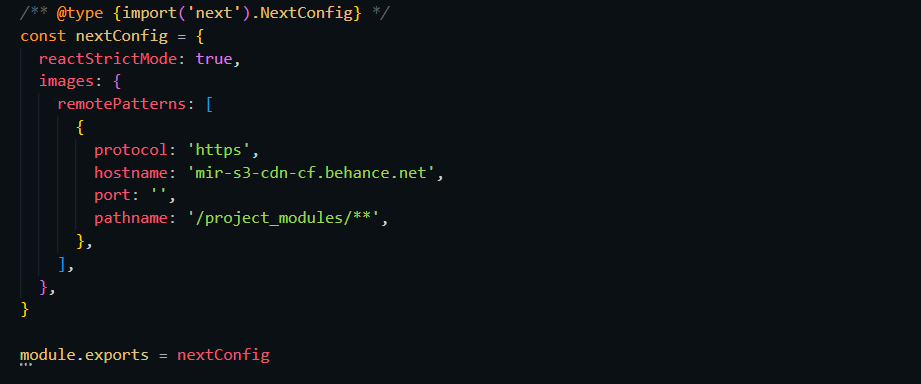 /** @type {import('next').NextConfig} */
const nextConfig = {
  reactStrictMode: true,
  images: {
    remotePatterns: [
      {
        protocol: 'https',
        hostname: 'mir-s3-cdn-cf.behance.net',
        port: '',
        pathname: '/project_modules/**',
      },
    ],
  },
}

module.exports = nextConfig